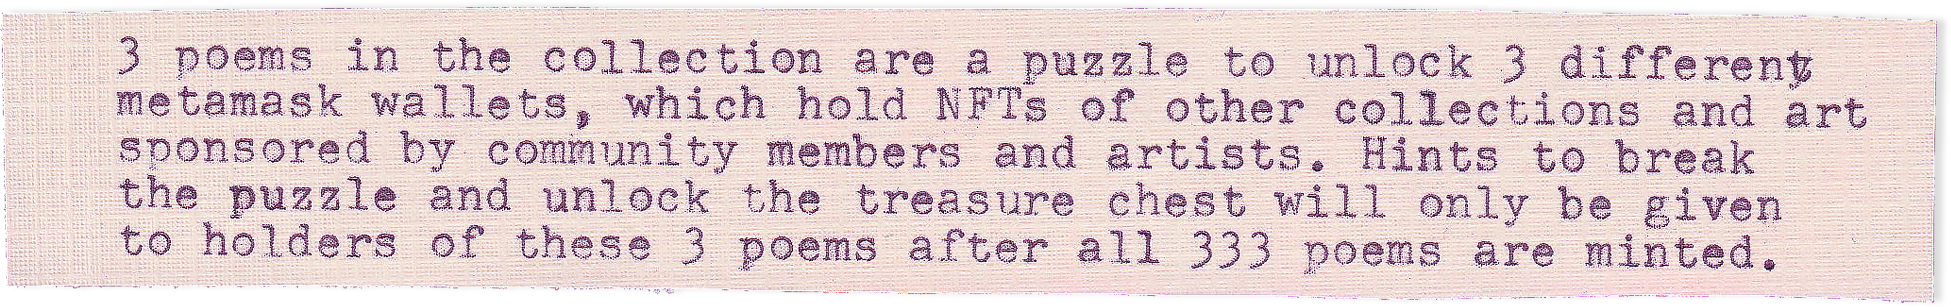 3 poems in the collection are a puzzle to unlock 3 different
metamask wallets, which hold NFTs of other collections and art
sponsored by community members and artists. Hints to break
the puzzle and unlock the treasure chest will only be given
to holders of these 3 poems after all 333 poems are minted.